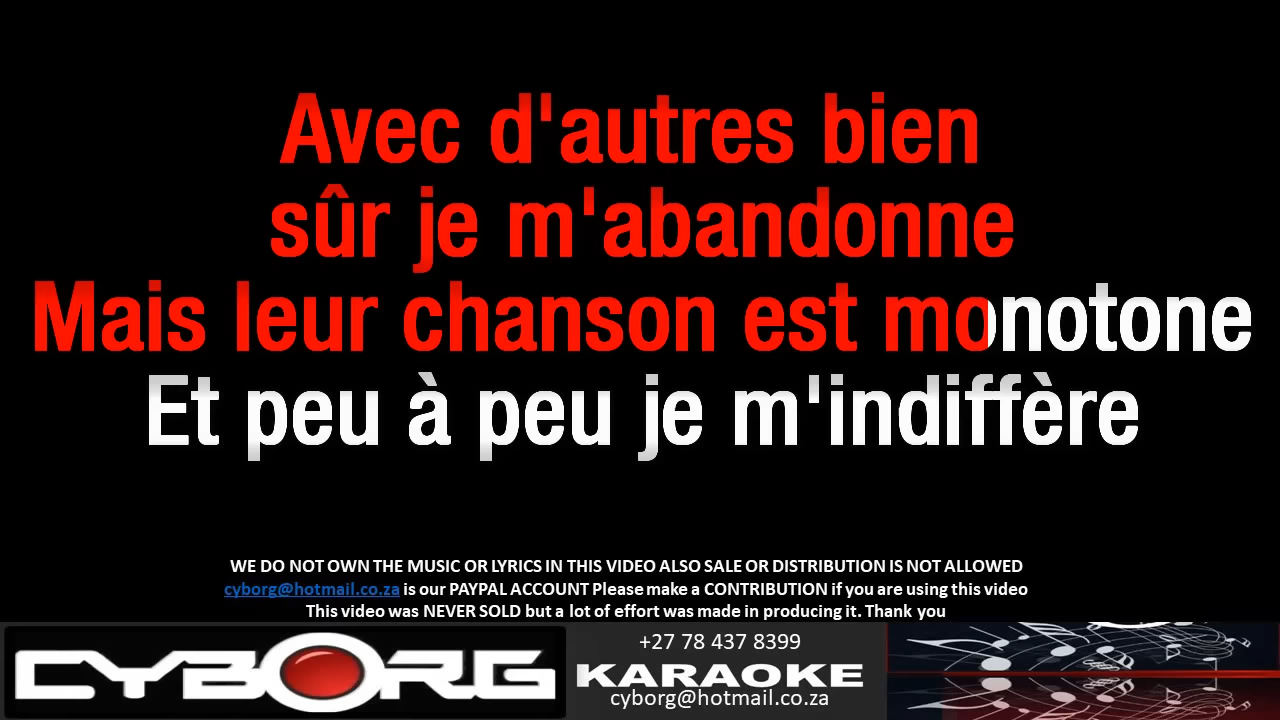 Avec d'autres bien
sûr je m'abandonne
Mais leur chanson est monotone
Et peu à peu je m'indiffère
WE DO NOT OWN THE MUSIC OR LYRICS IN THIS VIDEO ALSO SALE OR DISTRIBUTION IS NOT ALLOWED
cyborg@hotmail.co.za is our PAYPAL ACCOUNT Please make a CONTRIBUTION if you are using this video
This video was NEVER SOLD but a lot of effort was made in producing it. Thank you
CYBORG
+27 78 437 8399
KARAOKE
cyborg@hotmail.co.za